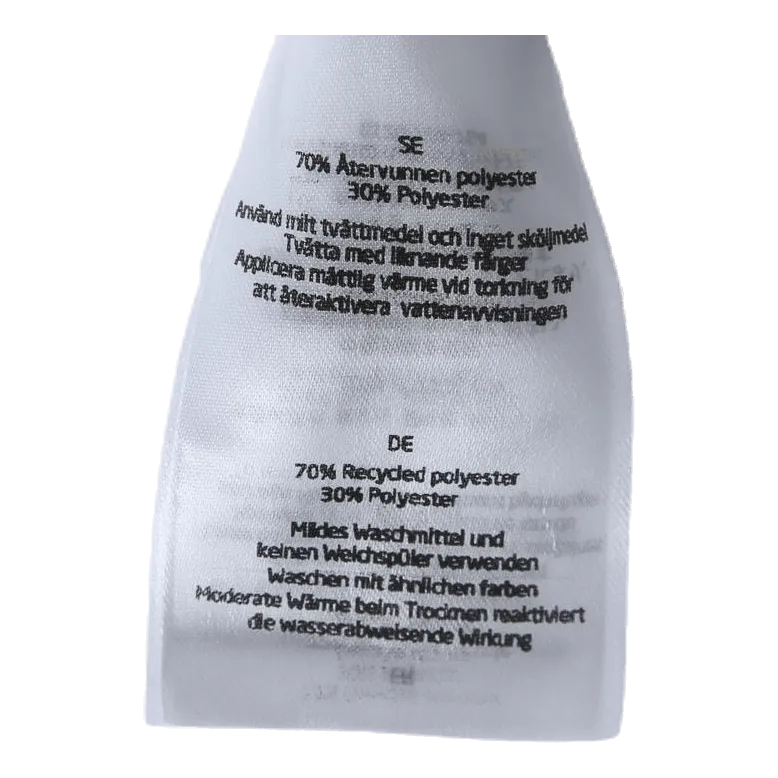 SE
70% Återvunnen polyester
30% Polyester
Använd milt tvättmedel och inget sköljmedel
Tvätta med liknande färger
Applicera måttlig värme vid torkning för
att återaktivera vattenavvisningen
DE
70% Recycled polyester
30% Polyester
Mildes Waschmittel und
keinen Weichspüler verwenden
Waschen mit ähnlichen farben
Moderate Wärme beim Trocknen reaktiviert
die wasserabweisende Wirkung